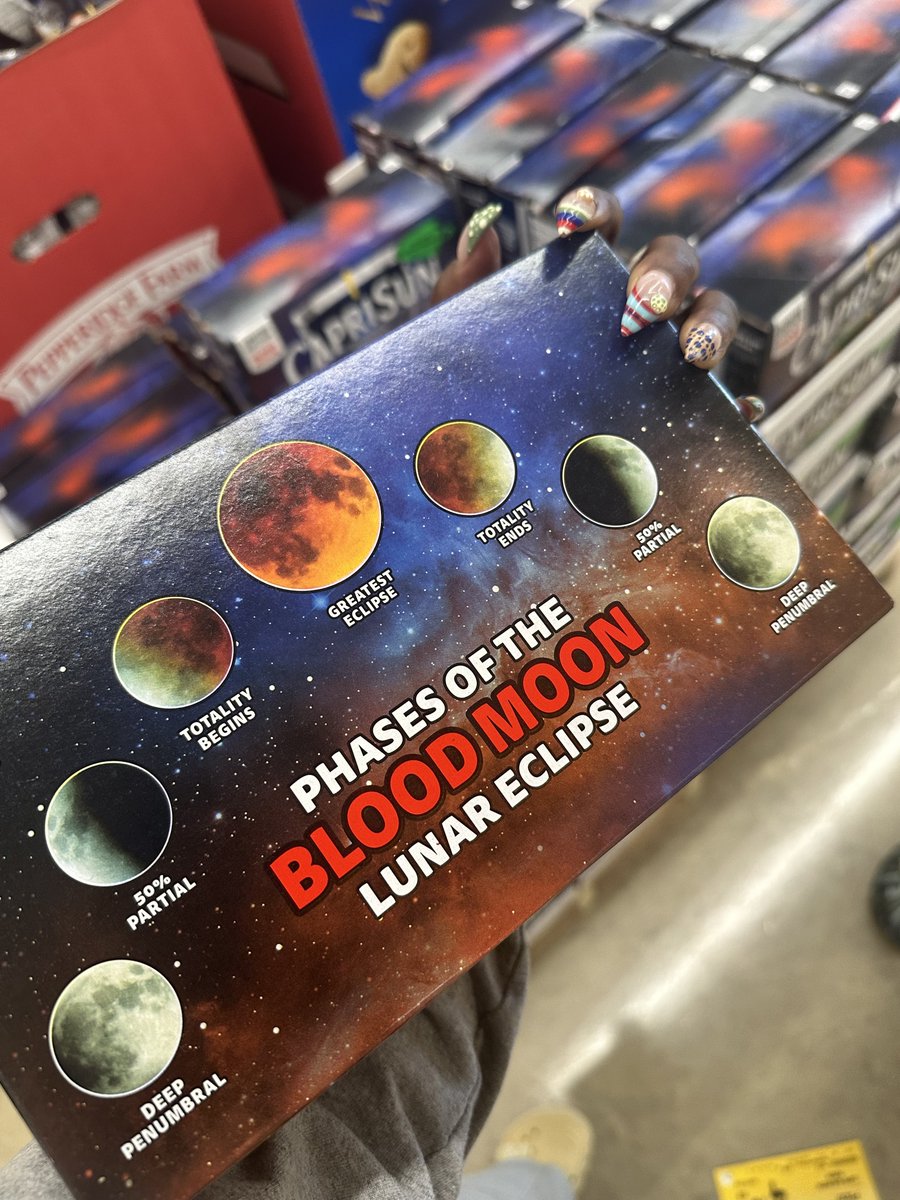 PEPPERIDGE FARM
CAPRI SUN
CAPRI SUN
GREATEST
ECLIPSE
TOTALITY
ENDS
50%
PARTIAL
DEEP
PENUMBRAL
TOTALITY
BEGINS
PHASES OF THE
BLOOD MOON
LUNAR ECLIPSE
50%
PARTIAL
DEEP
PENUMBRAL